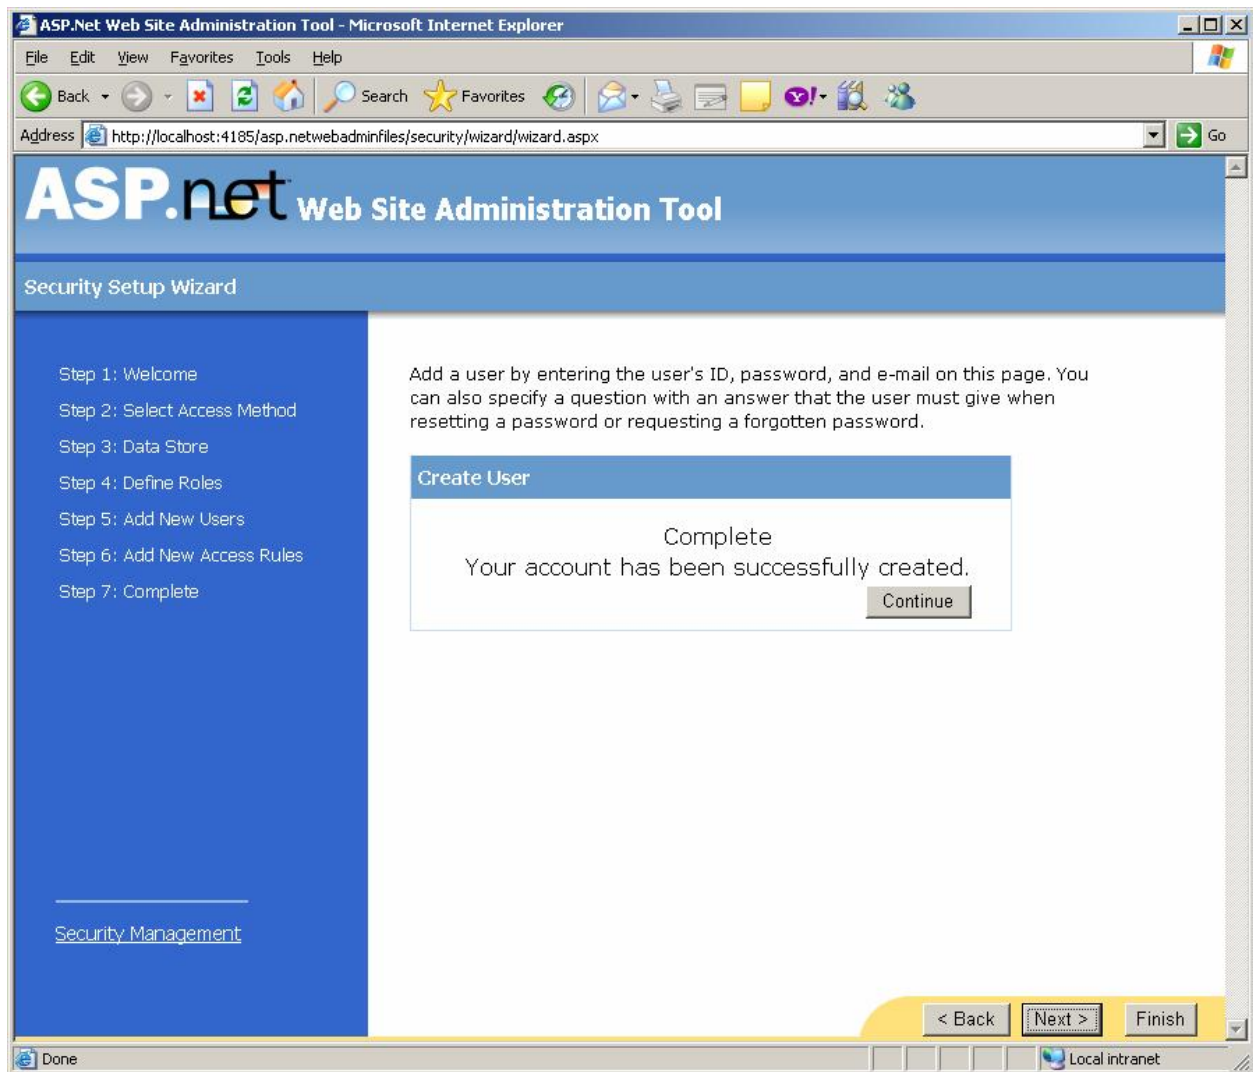 ASP.Net Web Site Administration Tool - Microsoft Internet Explorer
File Edit View Favorites Tools Help
Back Search Favorites
Address http://localhost:4185/asp.netwebadminfiles/security/wizard/wizard.aspx Go
ASP.net Web Site Administration Tool
Security Setup Wizard
Step 1: Welcome
Step 2: Select Access Method
Step 3: Data Store
Step 4: Define Roles
Step 5: Add New Users
Step 6: Add New Access Rules
Step 7: Complete
Security Management
Add a user by entering the user's ID, password, and e-mail on this page. You
can also specify a question with an answer that the user must give when
resetting a password or requesting a forgotten password.
Create User
Complete
Your account has been successfully created.
Continue
< Back Next > Finish
Done Local intranet